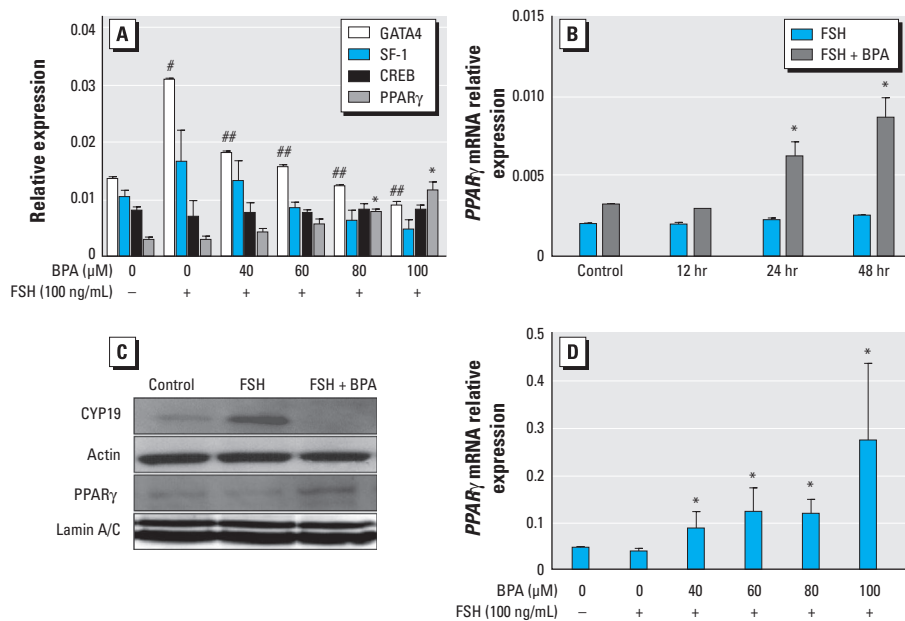 A
GATA4
SF-1
CREB
PPARγ
Relative expression
0.04
0.03
0.02
0.01
0
#
##
##
##
*
##
*
BPA (µM) 0 0 40 60 80 100
FSH (100 ng/mL) – + + + + +
B
FSH
FSH + BPA
PPARγ mRNA relative
expression
0.015
0.010
0.005
0
*
*
Control 12 hr 24 hr 48 hr
C
Control FSH FSH + BPA
CYP19
Actin
PPARγ
Lamin A/C
D
PPARγ mRNA relative
expression
0.5
0.4
0.3
0.2
0.1
0
*
*
*
*
BPA (µM) 0 0 40 60 80 100
FSH (100 ng/mL) – + + + + +